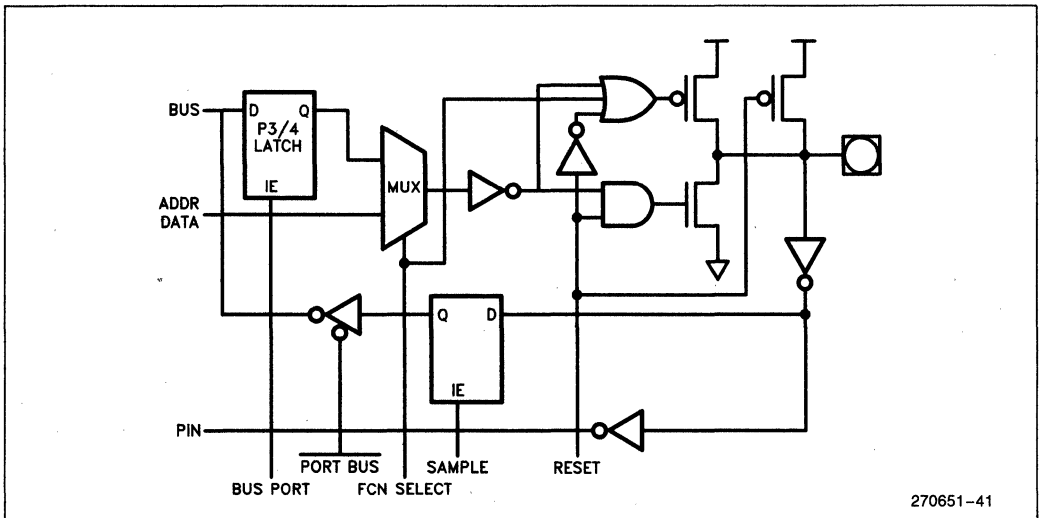 BUS
D Q
P3/4
LATCH
IE
MUX
ADDR
DATA
Q D
IE
PIN
PORT BUS
SAMPLE
RESET
BUS PORT
FCN SELECT
270651-41